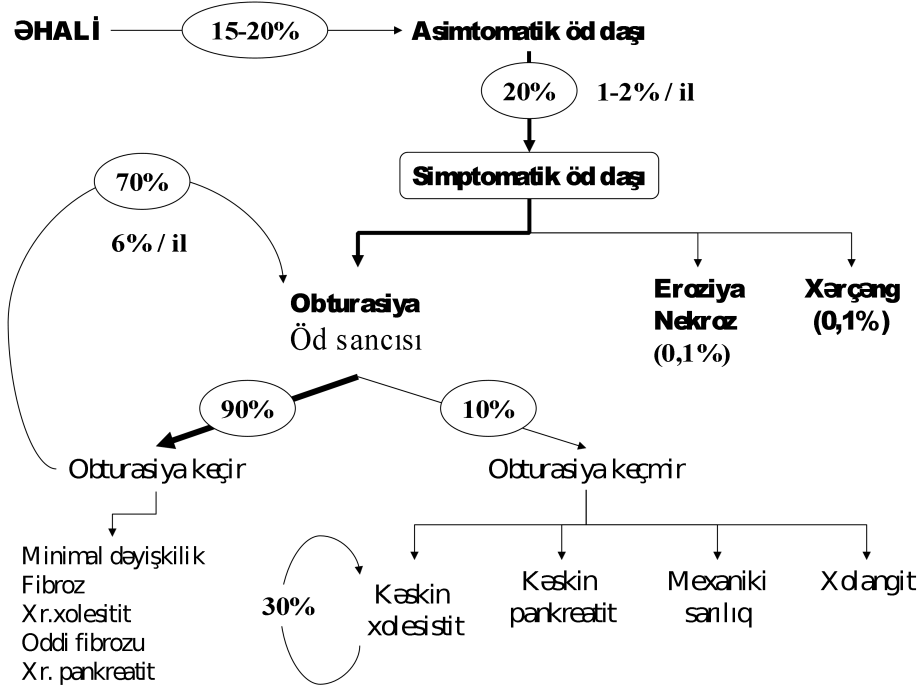 ƏHALİ
15-20%
Asimtomatik öd daşı
20%
1-2% / il
Simptomatik öd daşı
70%
6% / il
Obturasiya
Öd sancısı
Eroziya
Nekroz
(0,1%)
Xərçəng
(0,1%)
90%
10%
Obturasiya keçir
Obturasiya keçmir
Minimal dəyişkilik
Fibroz
Xr.xolesitit
Oddi fibrozu
Xr. pankreatit
30%
Kəskin
xolesistit
Kəskin
pankreatit
Mexaniki
sarılıq
Xolangit